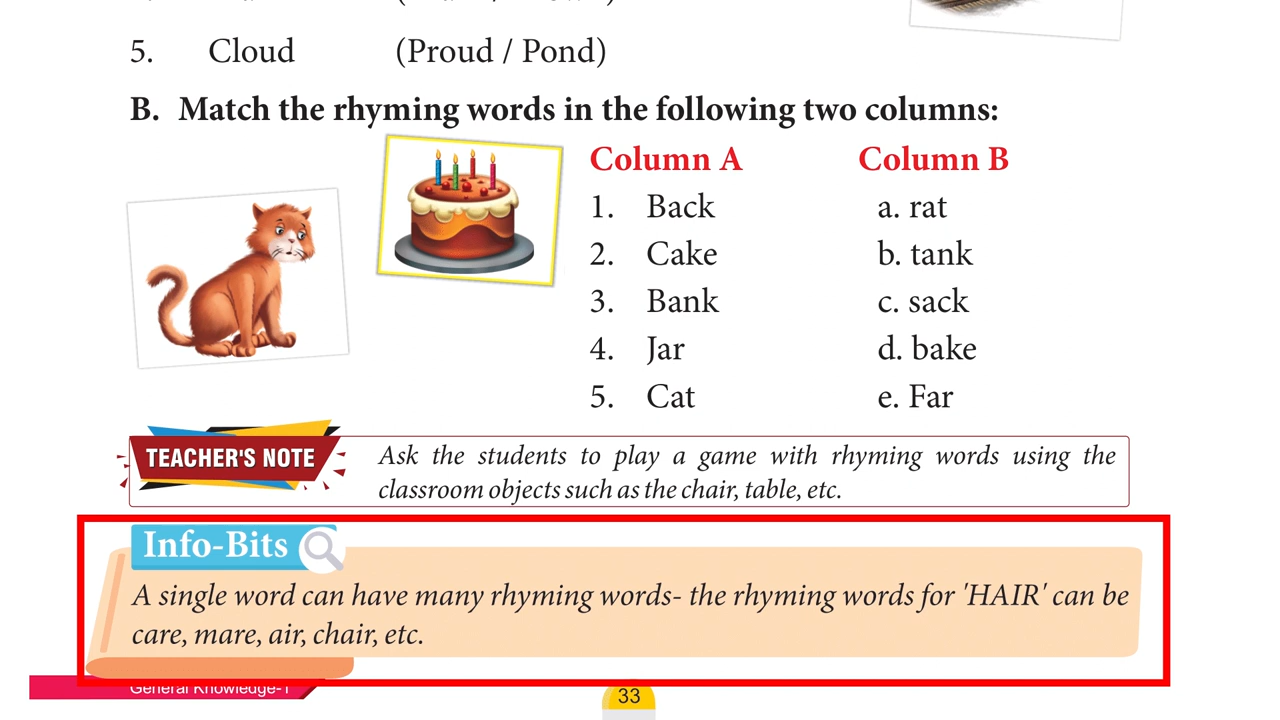 5. Cloud (Proud / Pond)
B. Match the rhyming words in the following two columns:
Column A Column B
1. Back a. rat
2. Cake b. tank
3. Bank c. sack
4. Jar d. bake
5. Cat e. Far
TEACHER'S NOTE
Ask the students to play a game with rhyming words using the
classroom objects such as the chair, table, etc.
Info-Bits
A single word can have many rhyming words- the rhyming words for 'HAIR' can be
care, mare, air, chair, etc.
General Knowledge-1
33